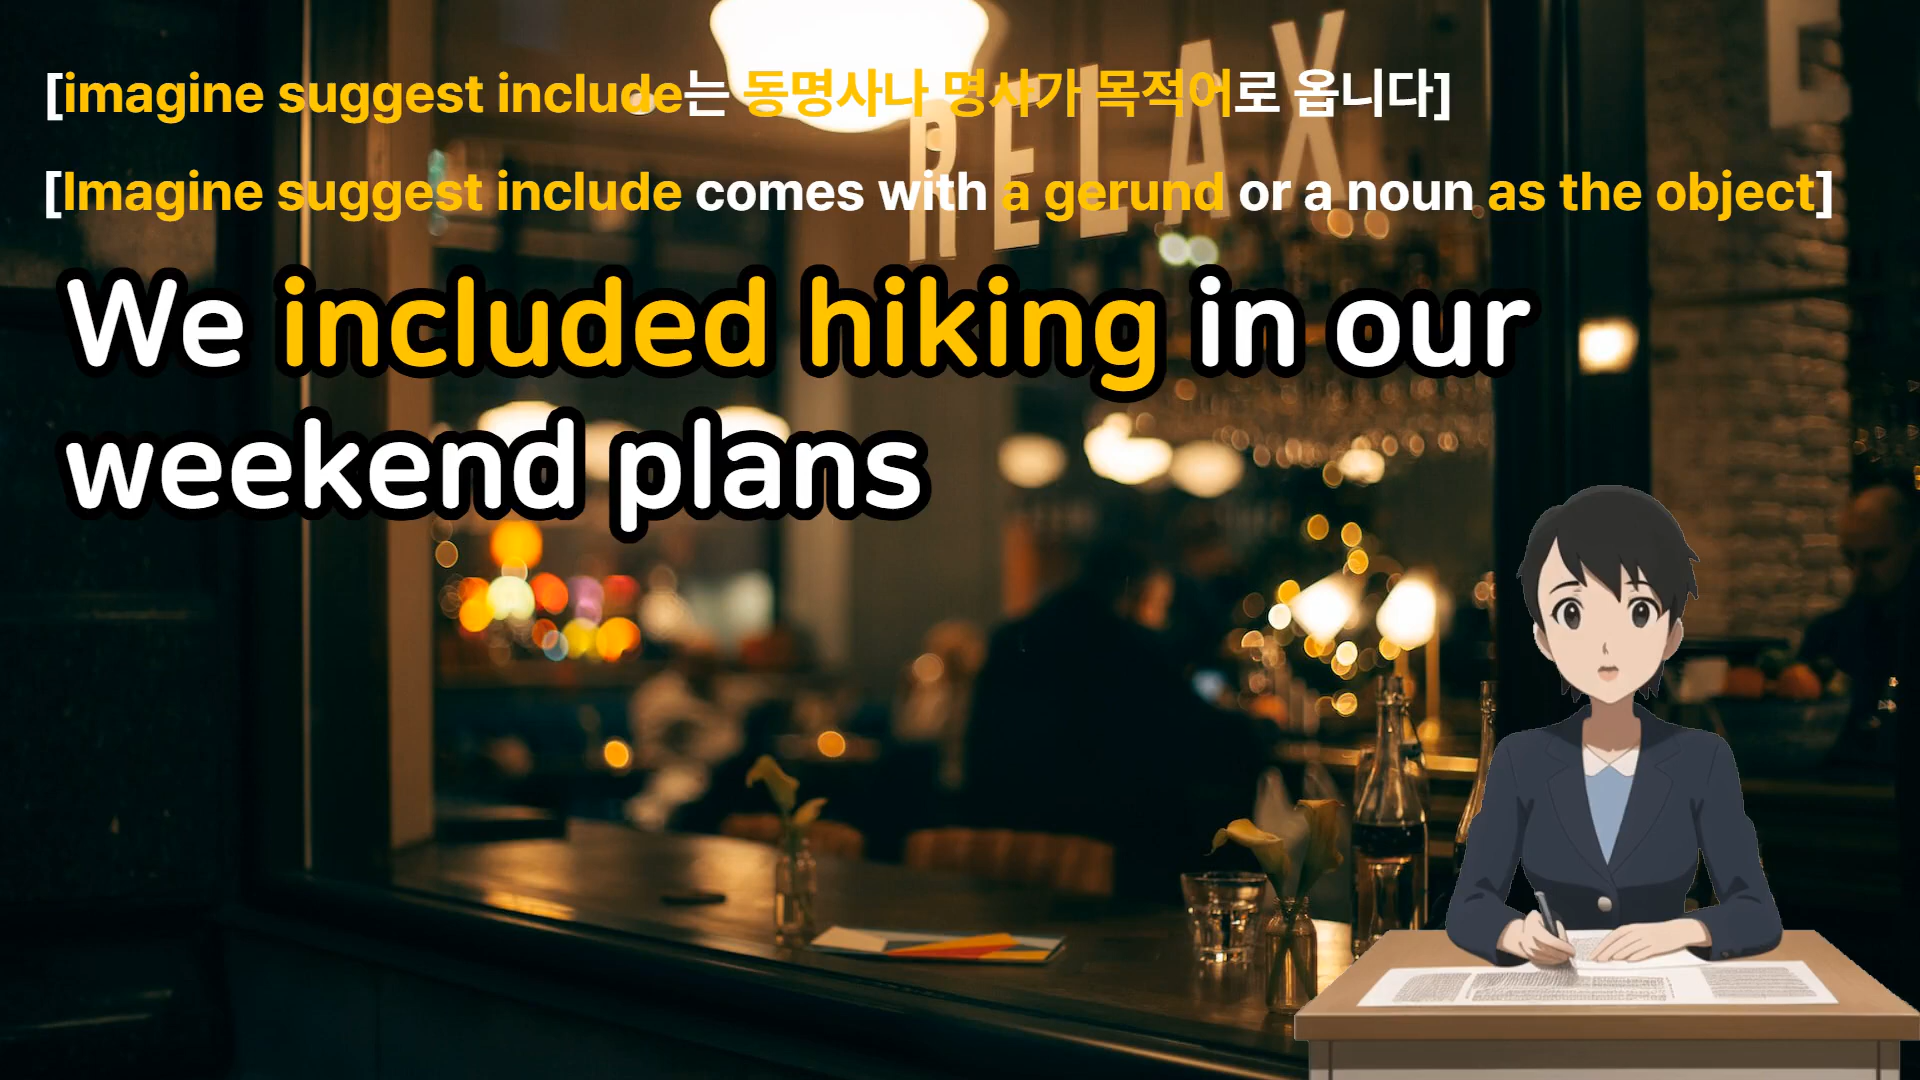 [imagine suggest include는 동명사나 명사가 목적어로 옵니다]
RELAX
[Imagine suggest include comes with a gerund or a noun as the object]
We included hiking in our
weekend plans